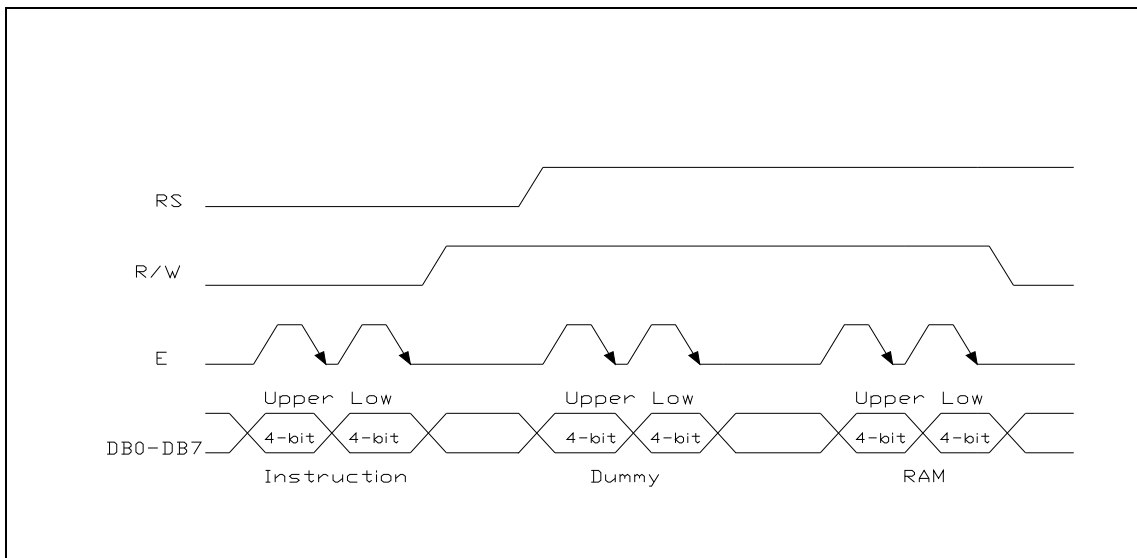 RS
R/W
E
Upper Low Upper Low Upper Low
DB0-DB7 4-bit 4-bit 4-bit 4-bit 4-bit 4-bit
Instruction Dummy RAM